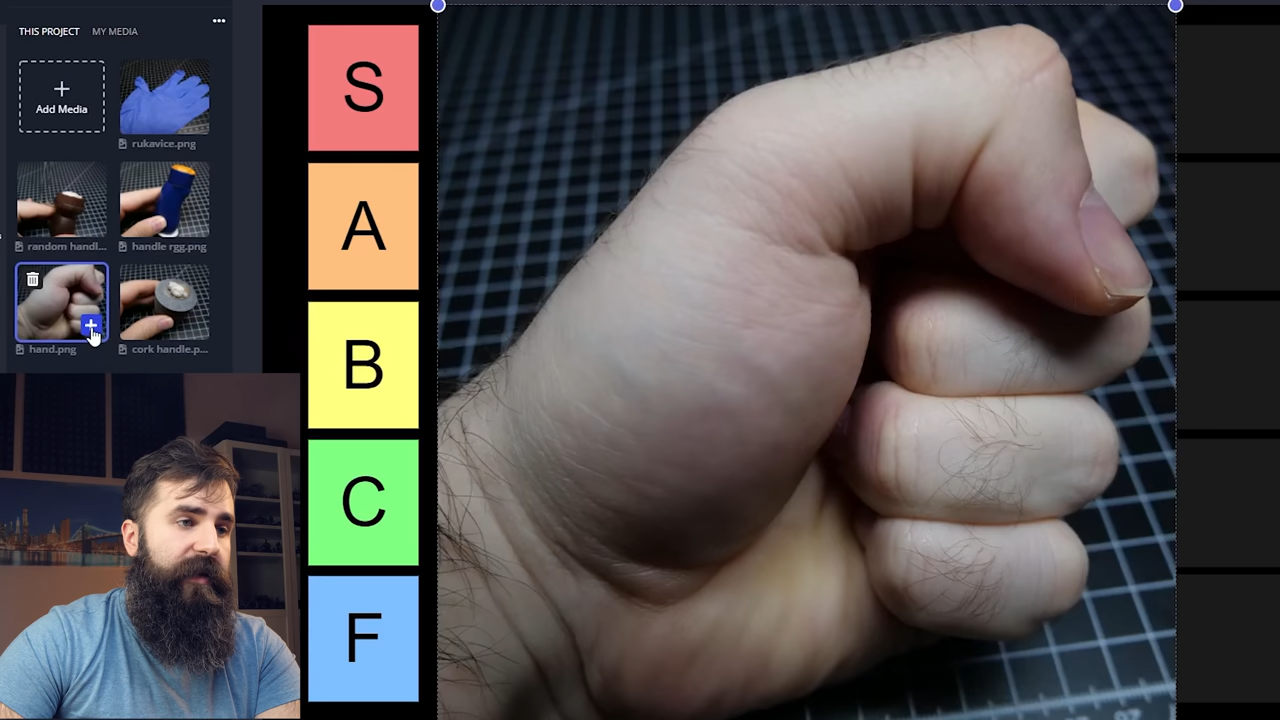 THIS PROJECT MY MEDIA
Add Media
rukavice.png
random handl... handle rgg.png
hand.png cork handle.p...
S
A
B
C
F